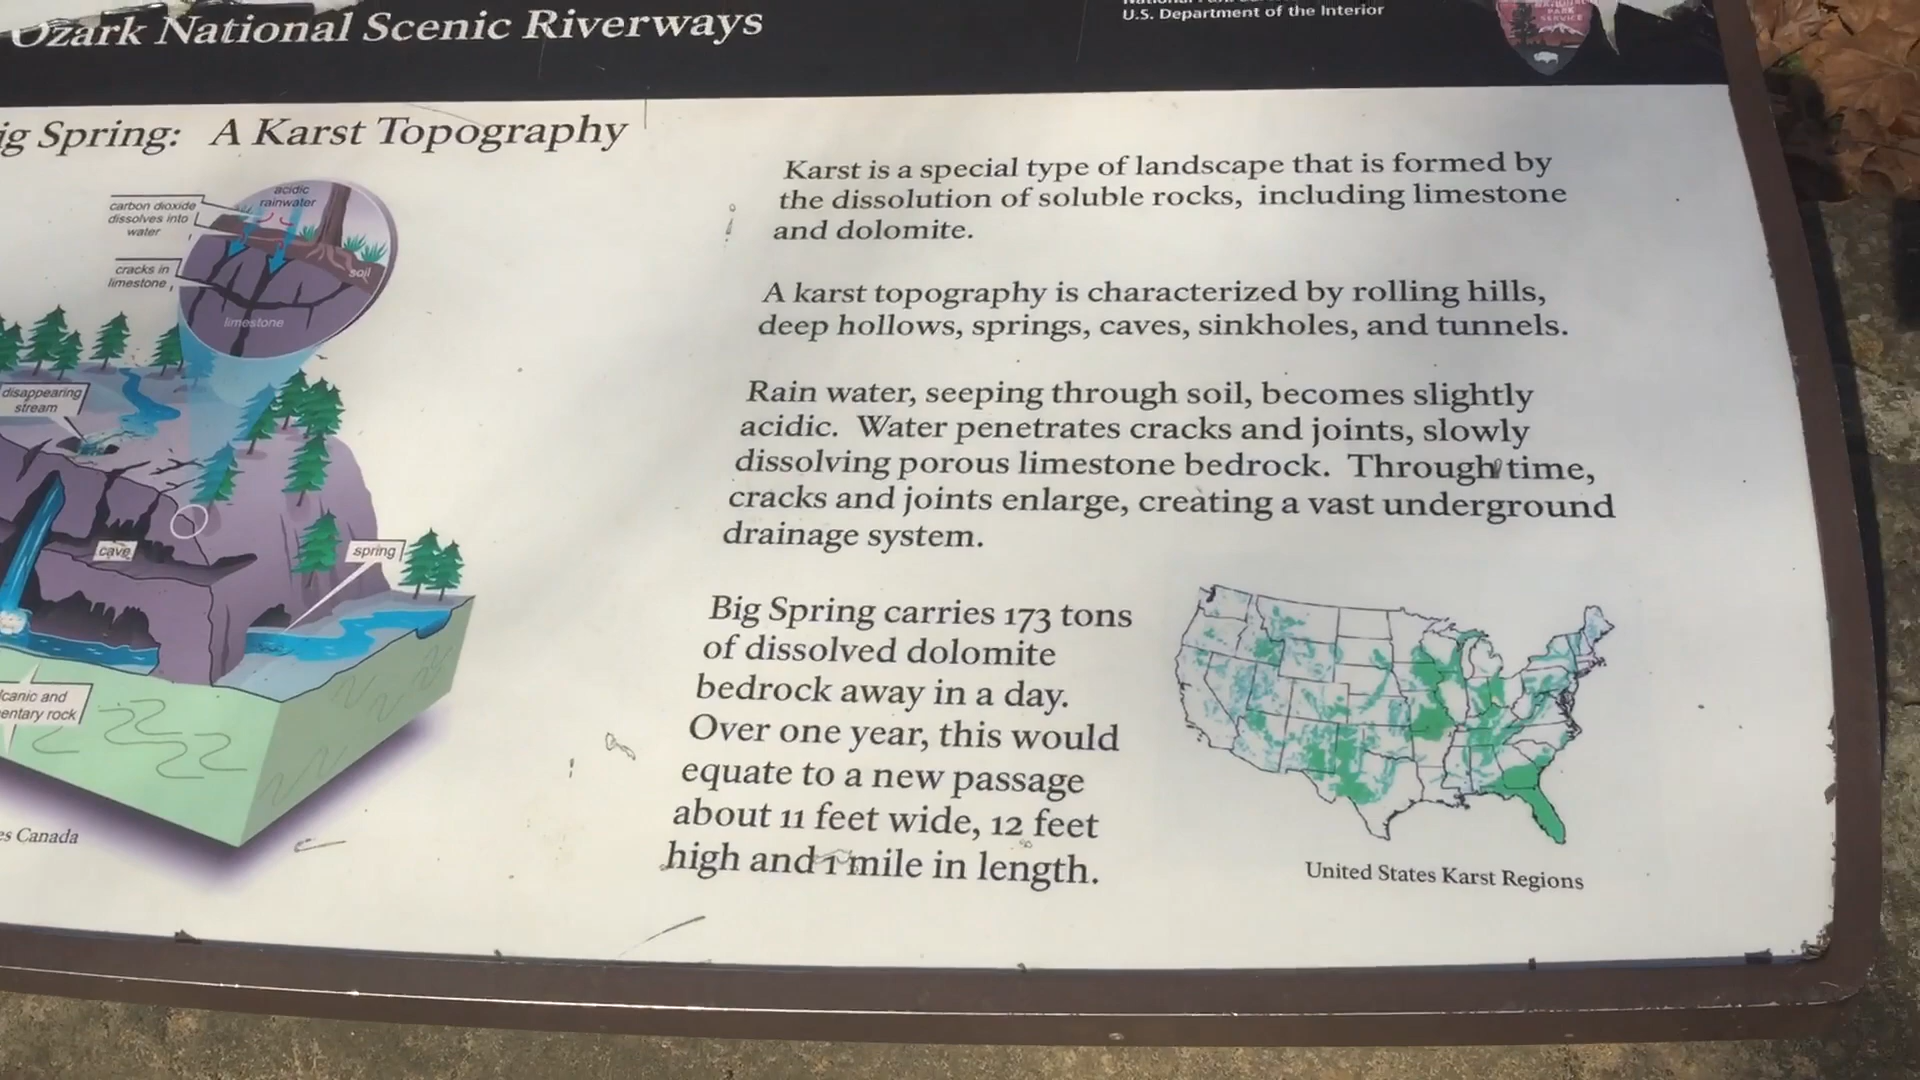 Ozark National Scenic Riverways
U.S. Department of the Interior
NATIONAL
PARK
SERVICE
Spring: A Karst Topography
acidic
rainwater
carbon dioxide
dissolves into
water
cracks in
limestone
soil
limestone
disappearing
stream
cave
spring
and
rock
Canada
Karst is a special type of landscape that is formed by
the dissolution of soluble rocks, including limestone
and dolomite.
A karst topography is characterized by rolling hills,
deep hollows, springs, caves, sinkholes, and tunnels.
Rain water, seeping through soil, becomes slightly
acidic. Water penetrates cracks and joints, slowly
dissolving porous limestone bedrock. Through time,
cracks and joints enlarge, creating a vast underground
drainage system.
Big Spring carries 173 tons
of dissolved dolomite
bedrock away in a day.
Over one year, this would
equate to a new passage
about 11 feet wide, 12 feet
high and 1 mile in length.
United States Karst Regions